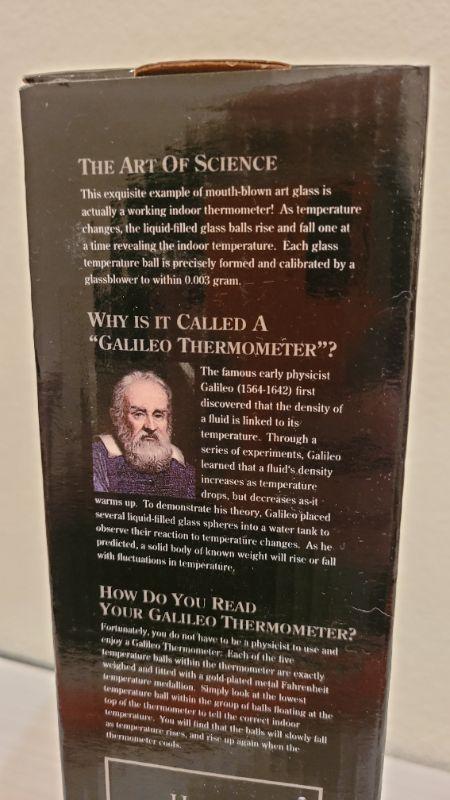 THE ART OF SCIENCE
This exquisite example of mouth-blown art glass is
actually a working indoor thermometer! As temperature
changes, the liquid-filled glass balls rise and fall one at
a time revealing the indoor temperature. Each glass
temperature ball is precisely formed and calibrated by a
glassblower to within 0.003 gram.
WHY IS IT CALLED A
“GALILEO THERMOMETER”?
The famous early physicist
Galileo (1564-1642) first
discovered that the density of
a fluid is linked to its
temperature. Through a
series of experiments, Galileo
learned that a fluid's density
increases as temperature
drops, but decreases as it
warms up. To demonstrate his theory, Galileo placed
several liquid-filled glass spheres into a water tank to
observe their reaction to temperature changes. As he
predicted, a solid body of known weight will rise or fall
with fluctuations in temperature.
HOW DO YOU READ
YOUR GALILEO THERMOMETER?
Fortunately, you do not have to be a physicist to use and
enjoy a Galileo Thermometer. Each of the five
temperature balls within the thermometer are exactly
weighed and fitted with a gold-plated metal Fahrenheit
temperature medallion. Simply look at the lowest
temperature ball within the group of balls floating at the
top of the thermometer to tell the correct indoor
temperature. You will find that the balls will slowly fall
as temperature rises, and rise up again when the
thermometer cools.